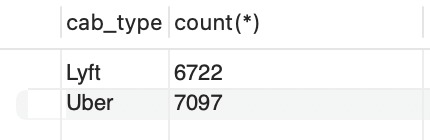 cab_type count(*)
Lyft 6722
Uber 7097